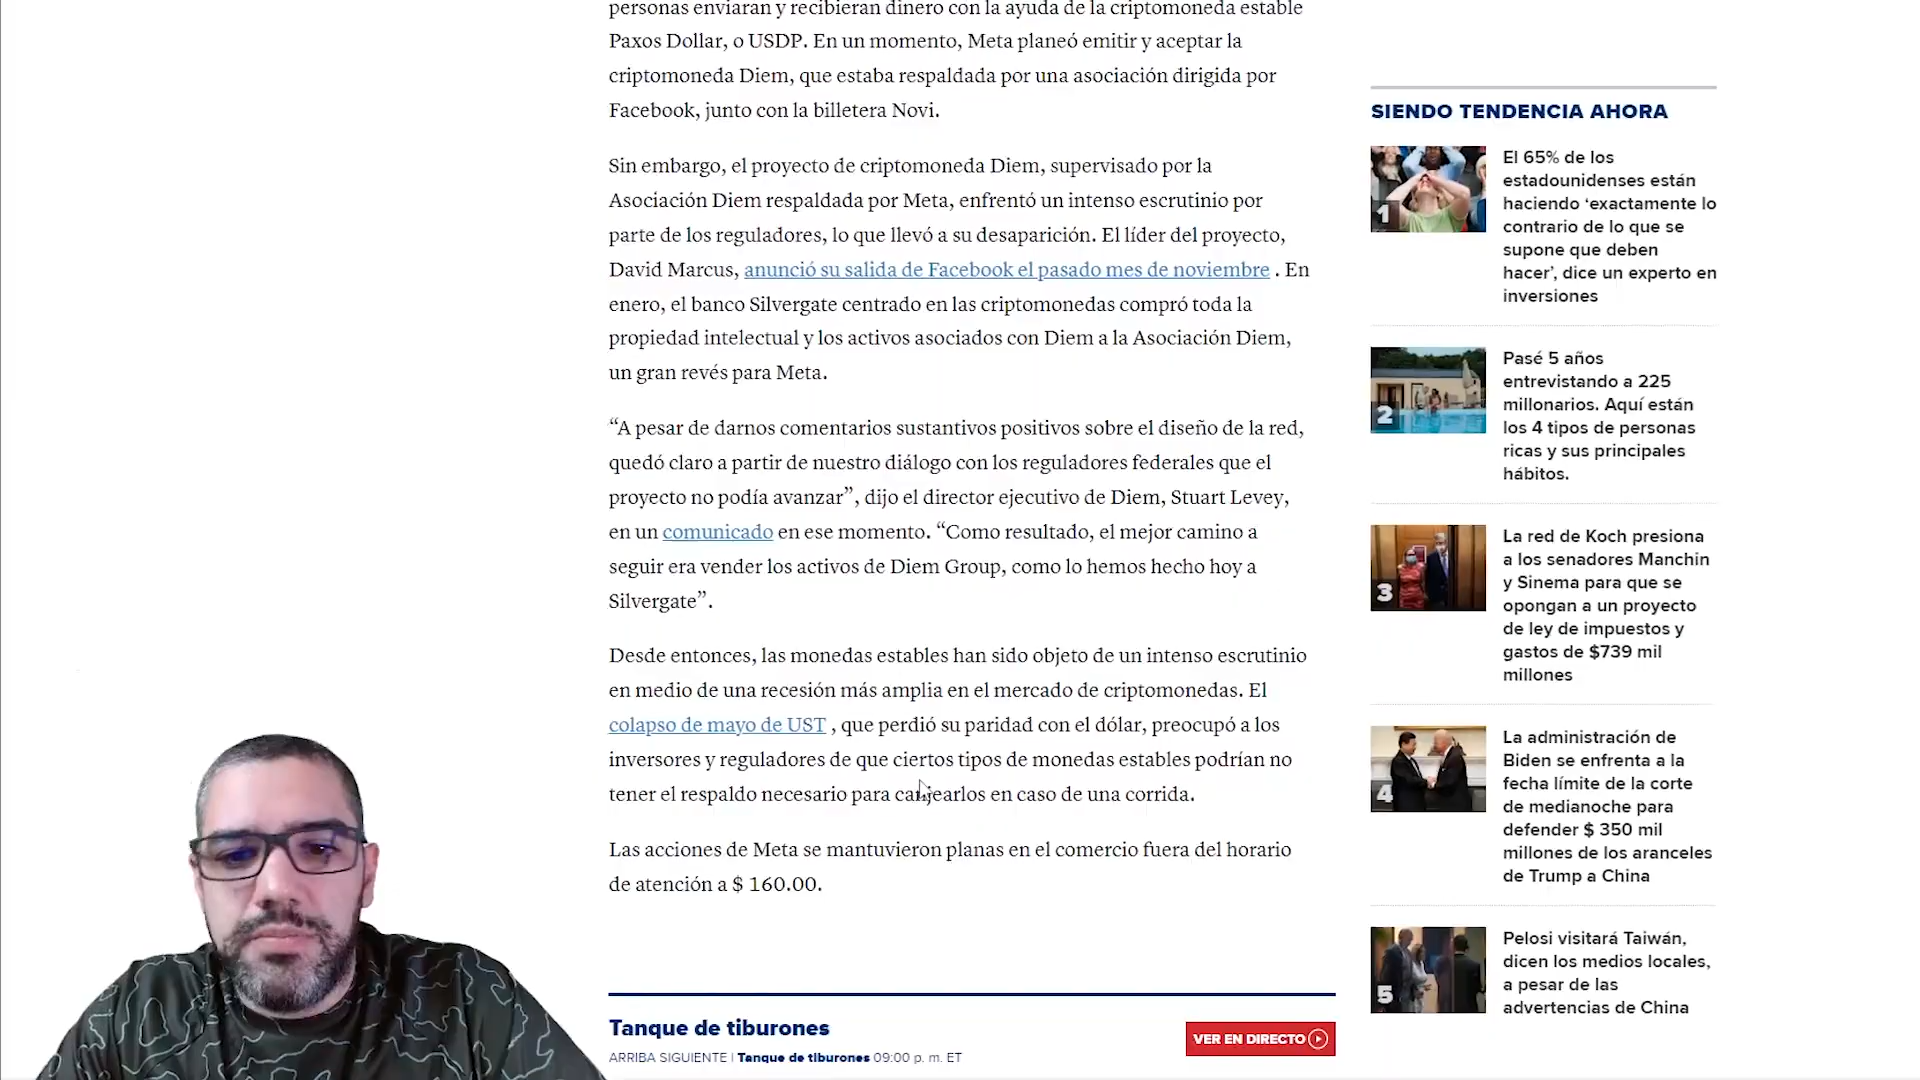 personas enviaran y recibieran dinero con la ayuda de la criptomoneda estable
Paxos Dollar, o USDP. En un momento, Meta planeó emitir y aceptar la
criptomoneda Diem, que estaba respaldada por una asociación dirigida por
Facebook, junto con la billetera Novi.
Sin embargo, el proyecto de criptomoneda Diem, supervisado por la
Asociación Diem respaldada por Meta, enfrentó un intenso escrutinio por
parte de los reguladores, lo que llevó a su desaparición. El líder del proyecto,
David Marcus, anunció su salida de Facebook el pasado mes de noviembre . En
enero, el banco Silvergate centrado en las criptomonedas compró toda la
propiedad intelectual y los activos asociados con Diem a la Asociación Diem,
un gran revés para Meta.
“A pesar de darnos comentarios sustantivos positivos sobre el diseño de la red,
quedó claro a partir de nuestro diálogo con los reguladores federales que el
proyecto no podía avanzar”, dijo el director ejecutivo de Diem, Stuart Levey,
en un comunicado en ese momento. “Como resultado, el mejor camino a
seguir era vender los activos de Diem Group, como lo hemos hecho hoy a
Silvergate”.
Desde entonces, las monedas estables han sido objeto de un intenso escrutinio
en medio de una recesión más amplia en el mercado de criptomonedas. El
colapso de mayo de UST , que perdió su paridad con el dólar, preocupó a los
inversores y reguladores de que ciertos tipos de monedas estables podrían no
tener el respaldo necesario para canjearlos en caso de una corrida.
Las acciones de Meta se mantuvieron planas en el comercio fuera del horario
de atención a $ 160.00.
Tanque de tiburones
ARRIBA SIGUIENTE | Tanque de tiburones 09:00 p. m. ET
VER EN DIRECTO
SIENDO TENDENCIA AHORA
1
El 65% de los
estadounidenses están
haciendo ‘exactamente lo
contrario de lo que se
supone que deben
hacer’, dice un experto en
inversiones
2
Pasé 5 años
entrevistando a 225
millonarios. Aquí están
los 4 tipos de personas
ricas y sus principales
hábitos.
3
La red de Koch presiona
a los senadores Manchin
y Sinema para que se
opongan a un proyecto
de ley de impuestos y
gastos de $739 mil
millones
4
La administración de
Biden se enfrenta a la
fecha límite de la corte
de medianoche para
defender $ 350 mil
millones de los aranceles
de Trump a China
5
Pelosi visitará Taiwán,
dicen los medios locales,
a pesar de las
advertencias de China